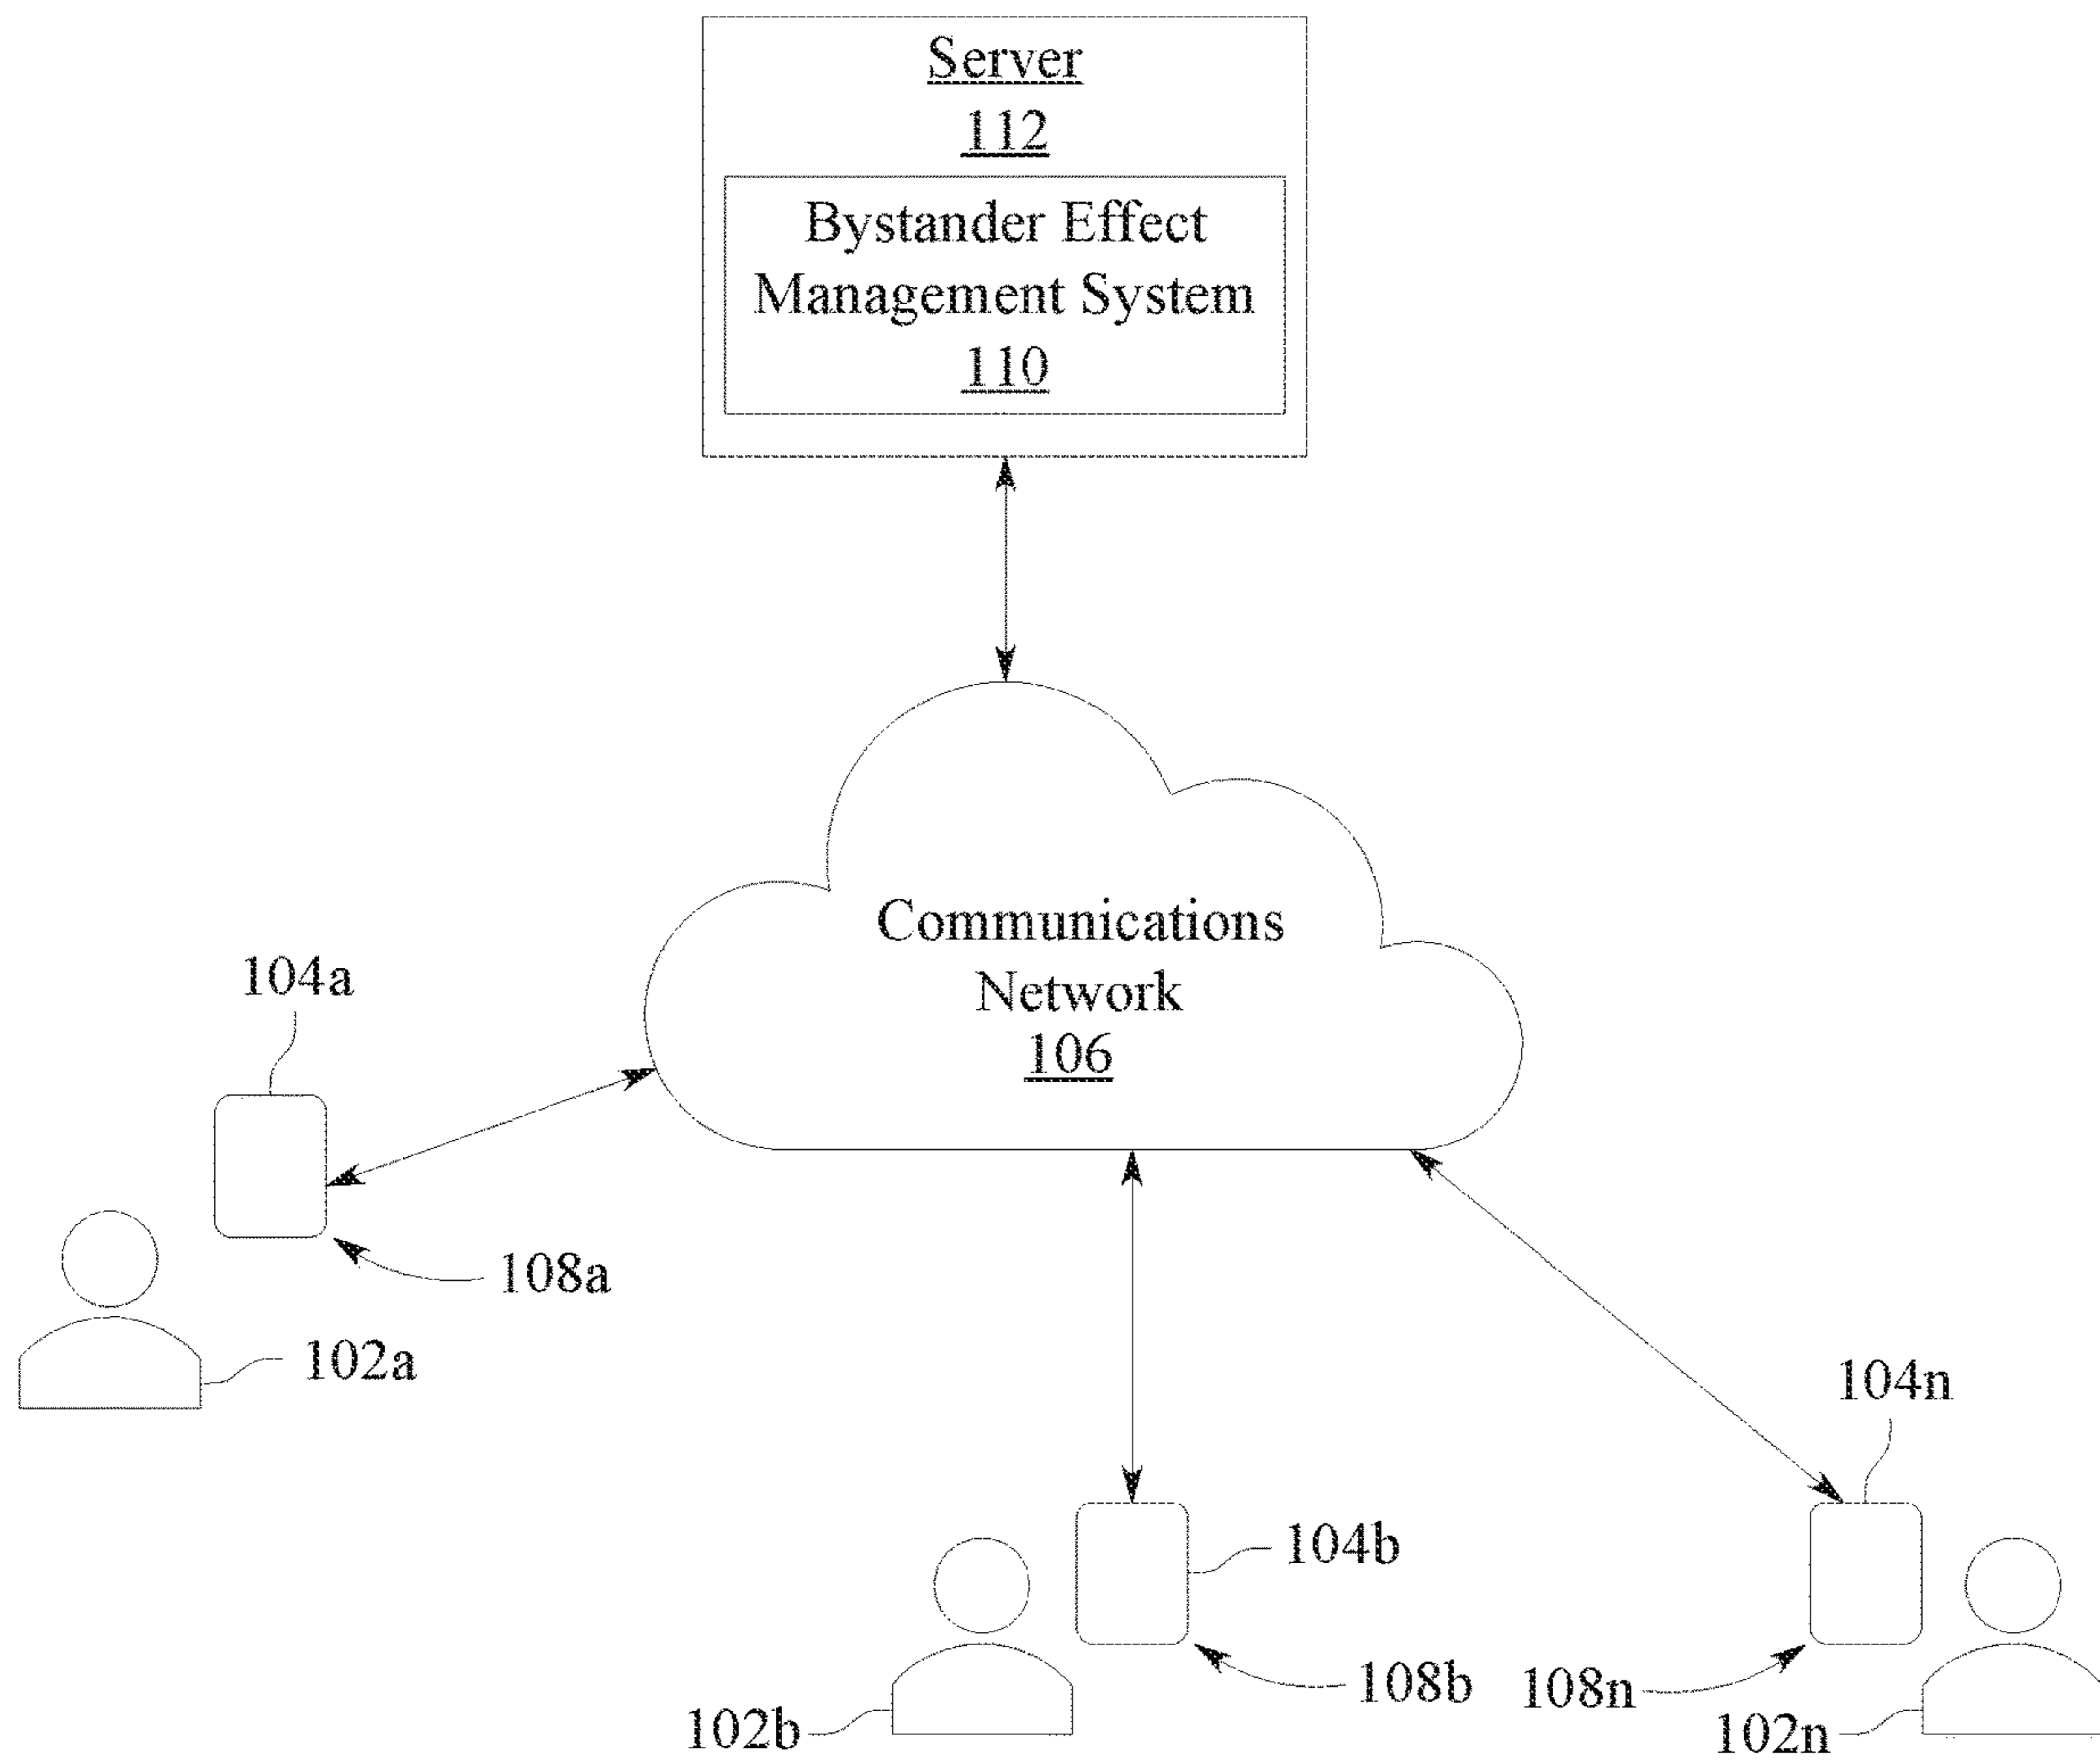 Server
112
Bystander Effect
Management System
110
Communications
Network
106
104a
108a
102a
104n
104b
108b
108n
102b
102n